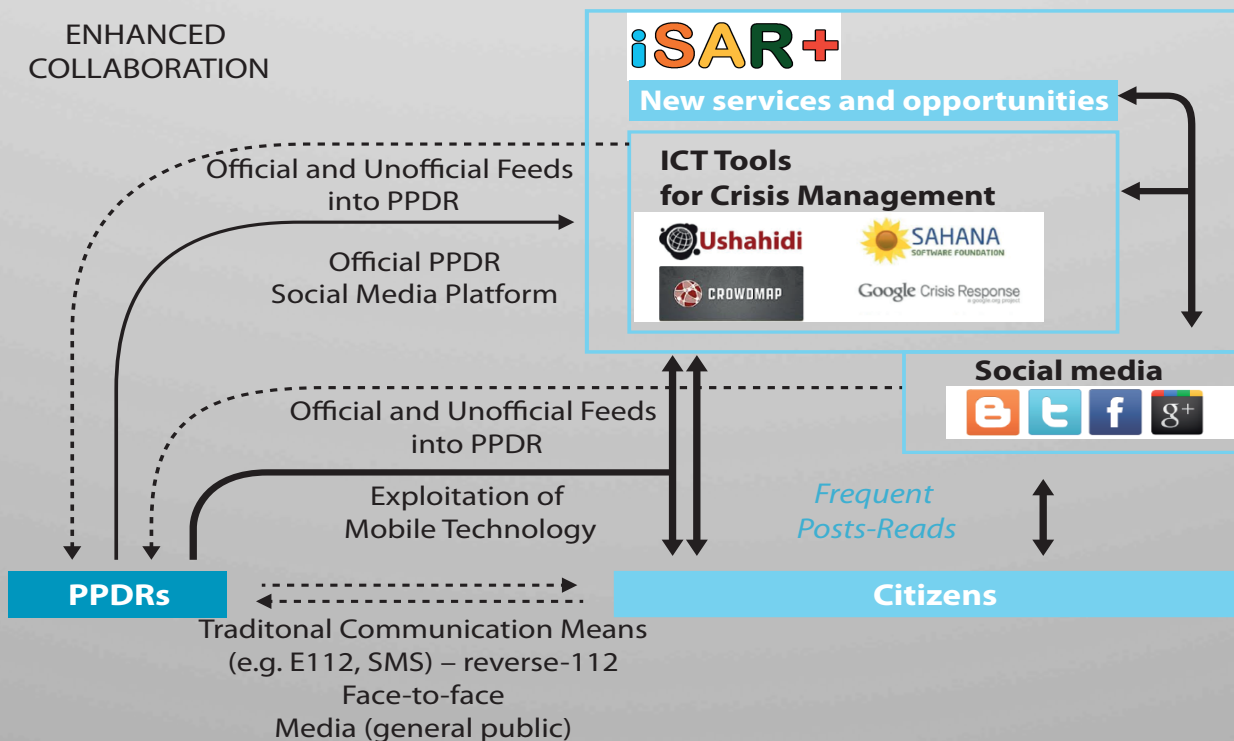 ENHANCED
COLLABORATION
iSAR+
New services and opportunities
ICT Tools
for Crisis Management
Ushahidi
SAHANA
SOFTWARE FOUNDATION
CROWDMAP
Google Crisis Response
a google.org project
Official and Unofficial Feeds
into PPDR
Official PPDR
Social Media Platform
Social media
B t f g+
Official and Unofficial Feeds
into PPDR
Exploitation of
Mobile Technology
Frequent
Posts-Reads
PPDRs
Citizens
Traditonal Communication Means
(e.g. E112, SMS) – reverse-112
Face-to-face
Media (general public)